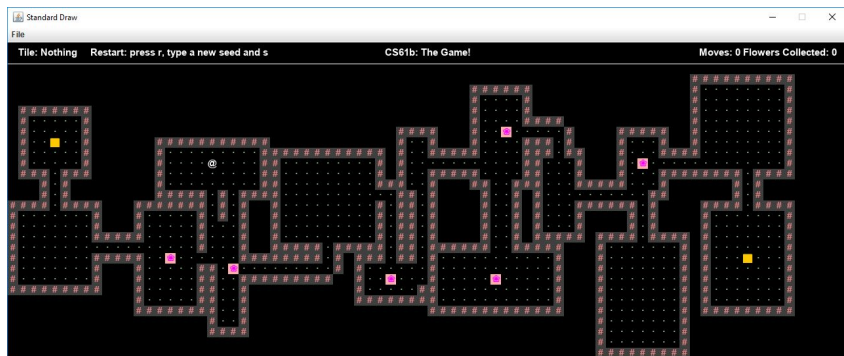 Standard Draw
File
Tile: Nothing Restart: press r, type a new seed and s CS61b: The Game! Moves: 0 Flowers Collected: 0
@